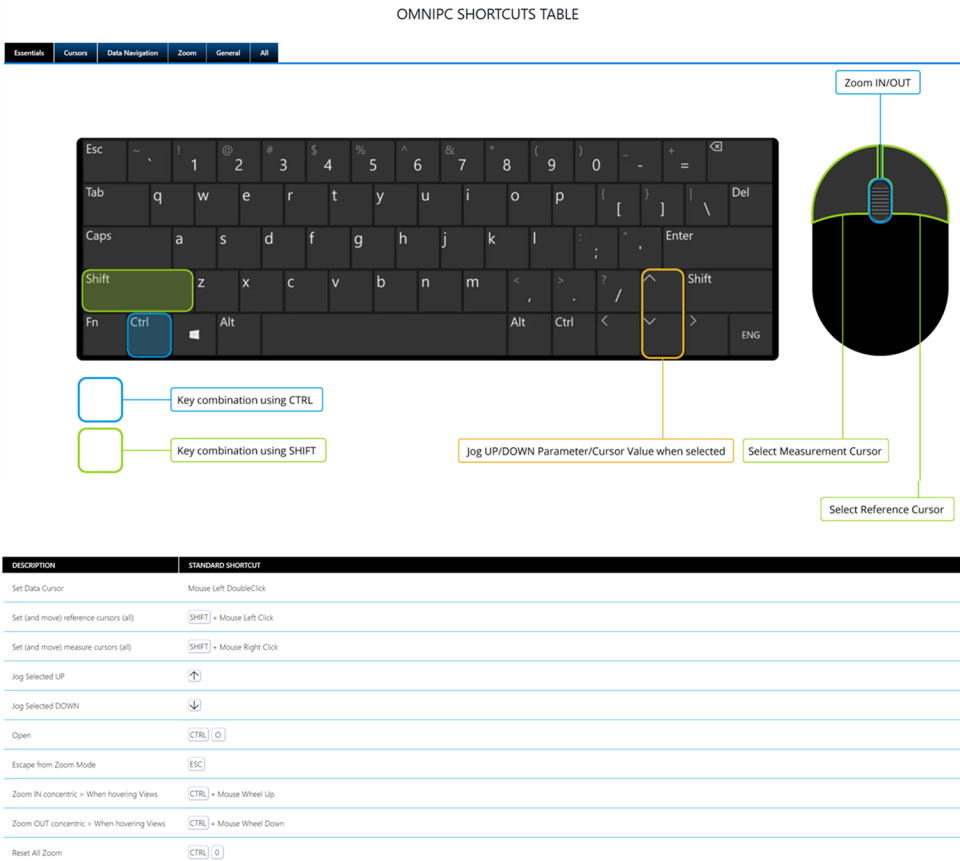 OMNIPC SHORTCUTS TABLE
Essentials Cursors Data Navigation Zoom General All
Zoom IN/OUT
Esc ~ ` ! 1 @ 2 # 3 $ 4 % 5 ^ 6 & 7 * 8 ( 9 ) 0 _ - + =
Tab q w e r t y u i o p { [ } ] | \ Del
Caps a s d f g h j k l : ; " ' Enter
Shift z x c v b n m < , > . ? / Shift
Fn Ctrl Alt Alt Ctrl ENG
Key combination using CTRL
Key combination using SHIFT
Jog UP/DOWN Parameter/Cursor Value when selected
Select Measurement Cursor
Select Reference Cursor
DESCRIPTION STANDARD SHORTCUT
Set Data Cursor Mouse Left DoubleClick
Set (and move) reference cursors (all) SHIFT + Mouse Left Click
Set (and move) measure cursors (all) SHIFT + Mouse Right Click
Jog Selected UP ↑
Jog Selected DOWN ↓
Open CTRL O
Escape from Zoom Mode ESC
Zoom IN concentric > When hovering Views CTRL + Mouse Wheel Up
Zoom OUT concentric > When hovering Views CTRL + Mouse Wheel Down
Reset All Zoom CTRL 0